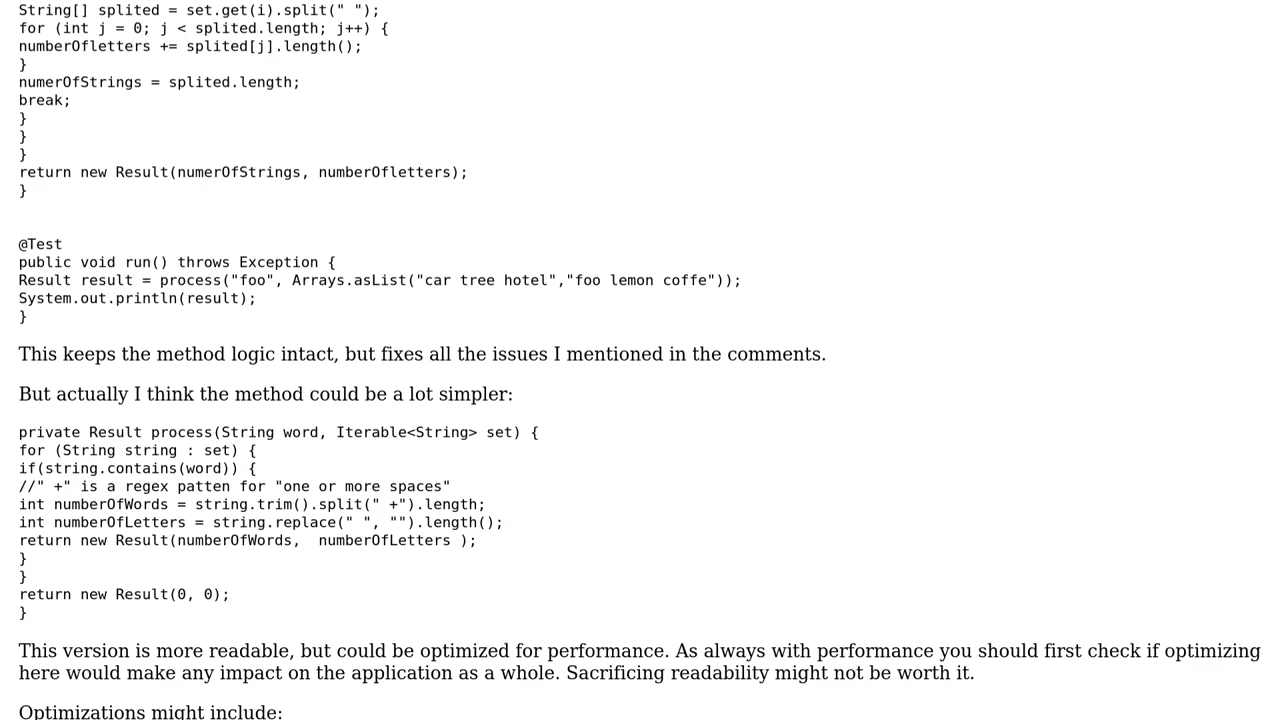 String[] splited = set.get(i).split(" ");
for (int j = 0; j < splited.length; j++) {
numberOfletters += splited[j].length();
}
numerOfStrings = splited.length;
break;
}
}
}
return new Result(numerOfStrings, numberOfletters);
}
@Test
public void run() throws Exception {
Result result = process("foo", Arrays.asList("car tree hotel","foo lemon coffe"));
System.out.println(result);
}
This keeps the method logic intact, but fixes all the issues I mentioned in the comments.
But actually I think the method could be a lot simpler:
private Result process(String word, Iterable<String> set) {
for (String string : set) {
if(string.contains(word)) {
//" +" is a regex patten for "one or more spaces"
int numberOfWords = string.trim().split(" +").length;
int numberOfLetters = string.replace(" ", "").length();
return new Result(numberOfWords,  numberOfLetters );
}
}
return new Result(0, 0);
}
This version is more readable, but could be optimized for performance. As always with performance you should first check if optimizing
here would make any impact on the application as a whole. Sacrificing readability might not be worth it.
Optimizations might include: